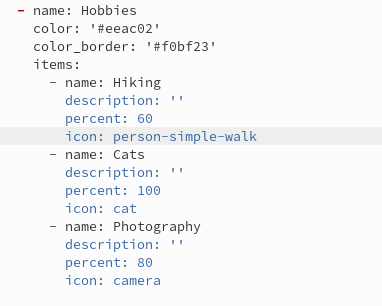 - name: Hobbies
  color: '#eeac02'
  color_border: '#f0bf23'
  items:
    - name: Hiking
      description: ''
      percent: 60
      icon: person-simple-walk
    - name: Cats
      description: ''
      percent: 100
      icon: cat
    - name: Photography
      description: ''
      percent: 80
      icon: camera